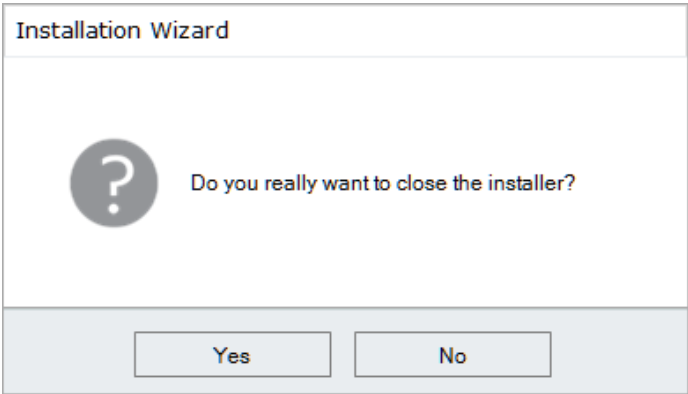 Installation Wizard
?
Do you really want to close the installer?
Yes
No